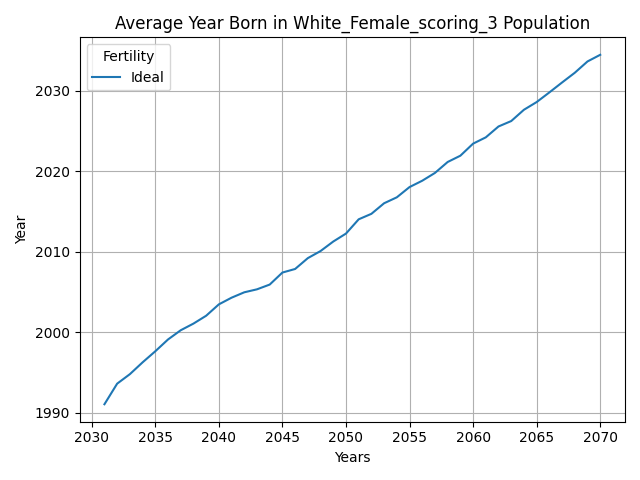 Average Year Born in White_Female_scoring_3 Population
Fertility
Ideal
Year
2030
2020
2010
2000
1990
2030 2035 2040 2045 2050 2055 2060 2065 2070
Years